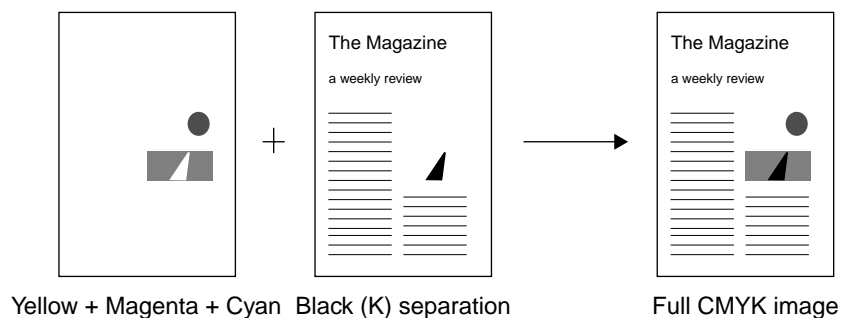 The Magazine
a weekly review
The Magazine
a weekly review
Yellow + Magenta + Cyan
Black (K) separation
Full CMYK image